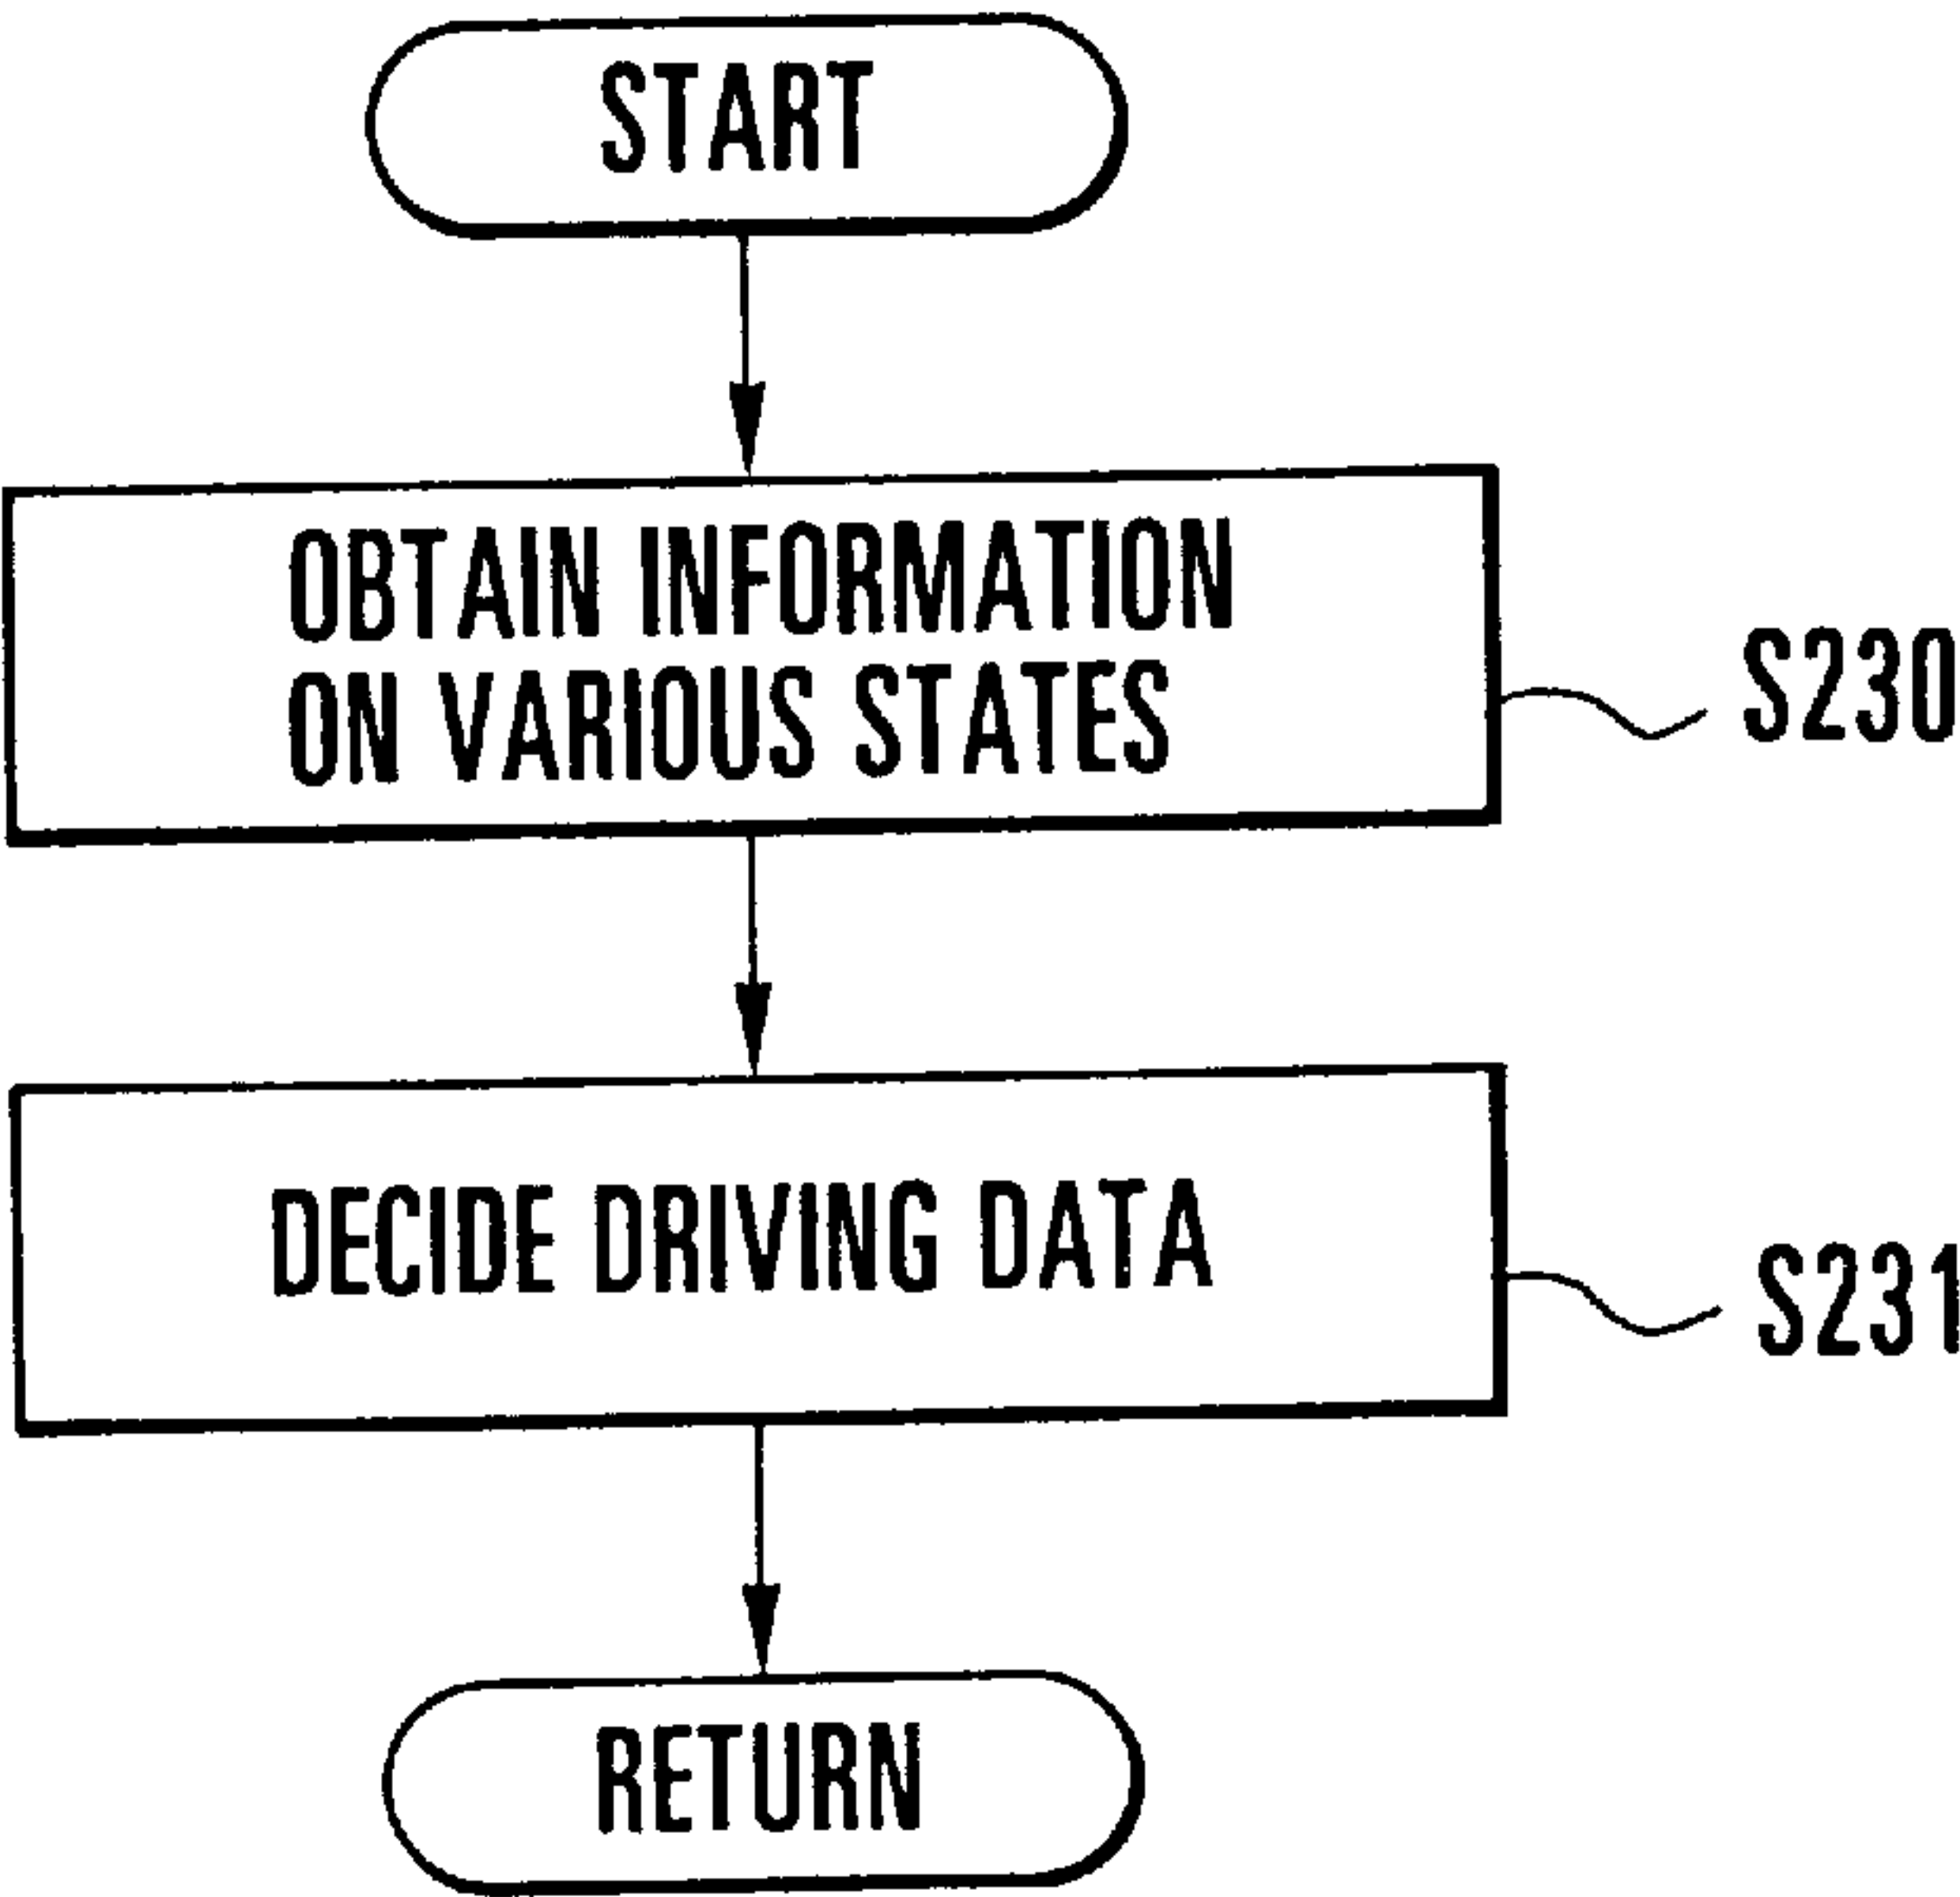 START
OBTAIN INFORMATION
ON VARIOUS STATES
S230
DECIDE DRIVING DATA
S231
RETURN